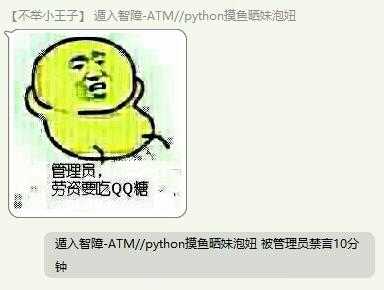 【不举小王子】 遁入智障-ATM//python摸鱼晒妹泡妞
管理员，
劳资要吃QQ糖
遁入智障-ATM//python摸鱼晒妹泡妞 被管理员禁言10分
钟